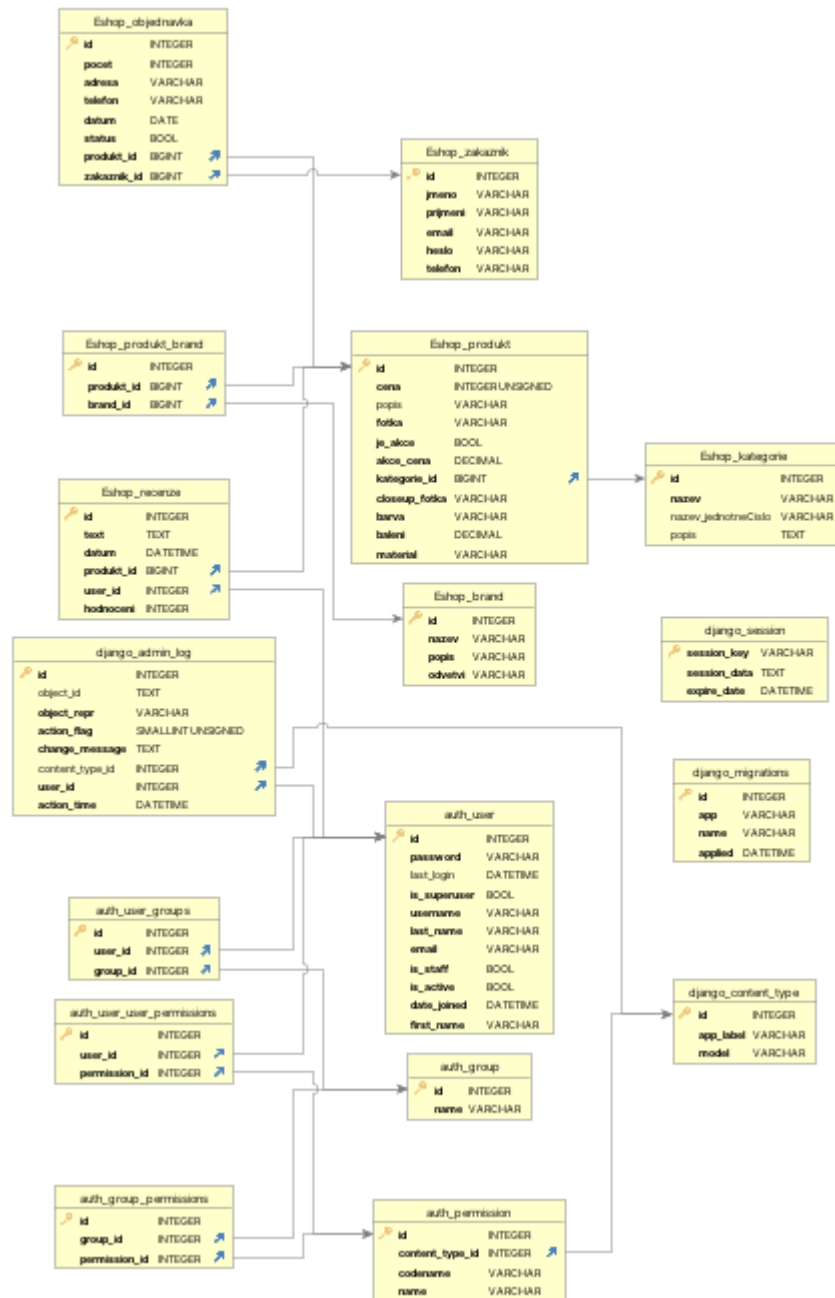 Eshop_objednavka
id INTEGER
pocet INTEGER
adresa VARCHAR
telefon VARCHAR
datum DATE
status BOOL
produkt_id BIGINT
zakaznik_id BIGINT
Eshop_zakaznik
id INTEGER
jmeno VARCHAR
prijmeni VARCHAR
email VARCHAR
heslo VARCHAR
telefon VARCHAR
Eshop_produkt_brand
id INTEGER
produkt_id BIGINT
brand_id BIGINT
Eshop_produkt
id INTEGER
cena INTEGER UNSIGNED
popis VARCHAR
fotka VARCHAR
je_akce BOOL
akce_cena DECIMAL
kategorie_id BIGINT
closeup_fotka VARCHAR
barva VARCHAR
baleni DECIMAL
material VARCHAR
Eshop_kategorie
id INTEGER
nazev VARCHAR
nazev_jednotneCislo VARCHAR
popis TEXT
Eshop_recenze
id INTEGER
text TEXT
datum DATETIME
produkt_id BIGINT
user_id INTEGER
hodnoceni INTEGER
Eshop_brand
id INTEGER
nazev VARCHAR
popis VARCHAR
odvetvi VARCHAR
django_session
session_key VARCHAR
session_data TEXT
expire_date DATETIME
django_admin_log
id INTEGER
object_id TEXT
object_repr VARCHAR
action_flag SMALLINT UNSIGNED
change_message TEXT
content_type_id INTEGER
user_id INTEGER
action_time DATETIME
django_migrations
id INTEGER
app VARCHAR
name VARCHAR
applied DATETIME
auth_user
id INTEGER
password VARCHAR
last_login DATETIME
is_superuser BOOL
username VARCHAR
last_name VARCHAR
email VARCHAR
is_staff BOOL
is_active BOOL
date_joined DATETIME
first_name VARCHAR
auth_user_groups
id INTEGER
user_id INTEGER
group_id INTEGER
django_content_type
id INTEGER
app_label VARCHAR
model VARCHAR
auth_user_user_permissions
id INTEGER
user_id INTEGER
permission_id INTEGER
auth_group
id INTEGER
name VARCHAR
auth_group_permissions
id INTEGER
group_id INTEGER
permission_id INTEGER
auth_permission
id INTEGER
content_type_id INTEGER
codename VARCHAR
name VARCHAR